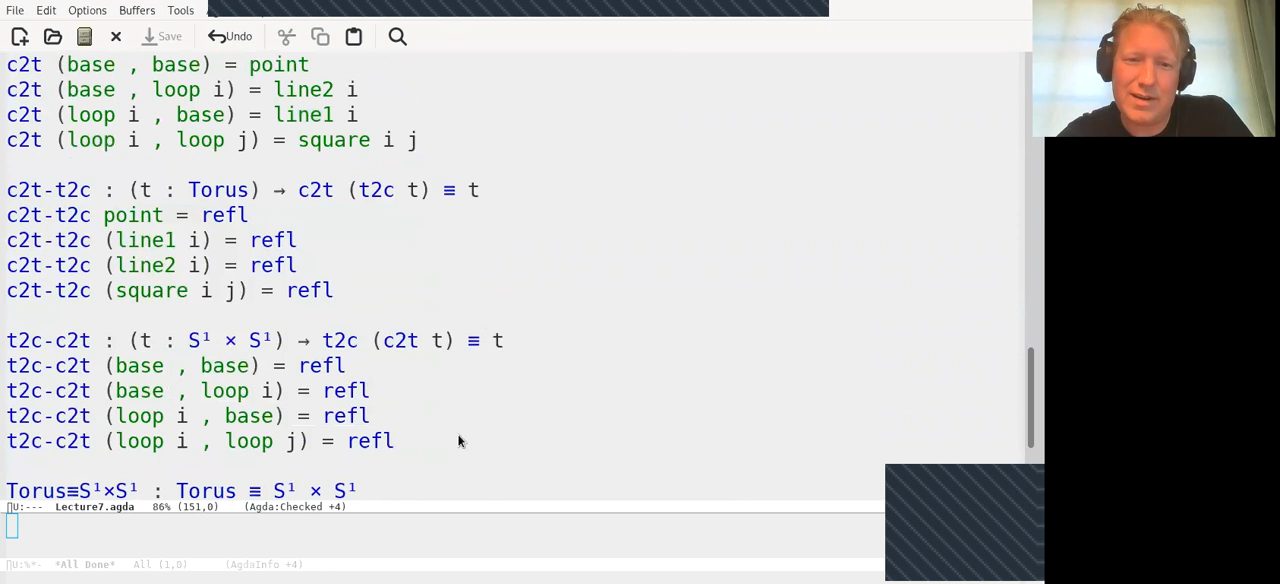 File Edit Options Buffers Tools
Save Undo
c2t (base , base) = point
c2t (base , loop i) = line2 i
c2t (loop i , base) = line1 i
c2t (loop i , loop j) = square i j
c2t-t2c : (t : Torus) → c2t (t2c t) ≡ t
c2t-t2c point = refl
c2t-t2c (line1 i) = refl
c2t-t2c (line2 i) = refl
c2t-t2c (square i j) = refl
t2c-c2t : (t : S¹ × S¹) → t2c (c2t t) ≡ t
t2c-c2t (base , base) = refl
t2c-c2t (base , loop i) = refl
t2c-c2t (loop i , base) = refl
t2c-c2t (loop i , loop j) = refl
Torus≡S¹×S¹ : Torus ≡ S¹ × S¹
U:--- Lecture7.agda 86% (151,0) (Agda:Checked +4)
U:%*- *All Done* All (1,0) (AgdaInfo +4)